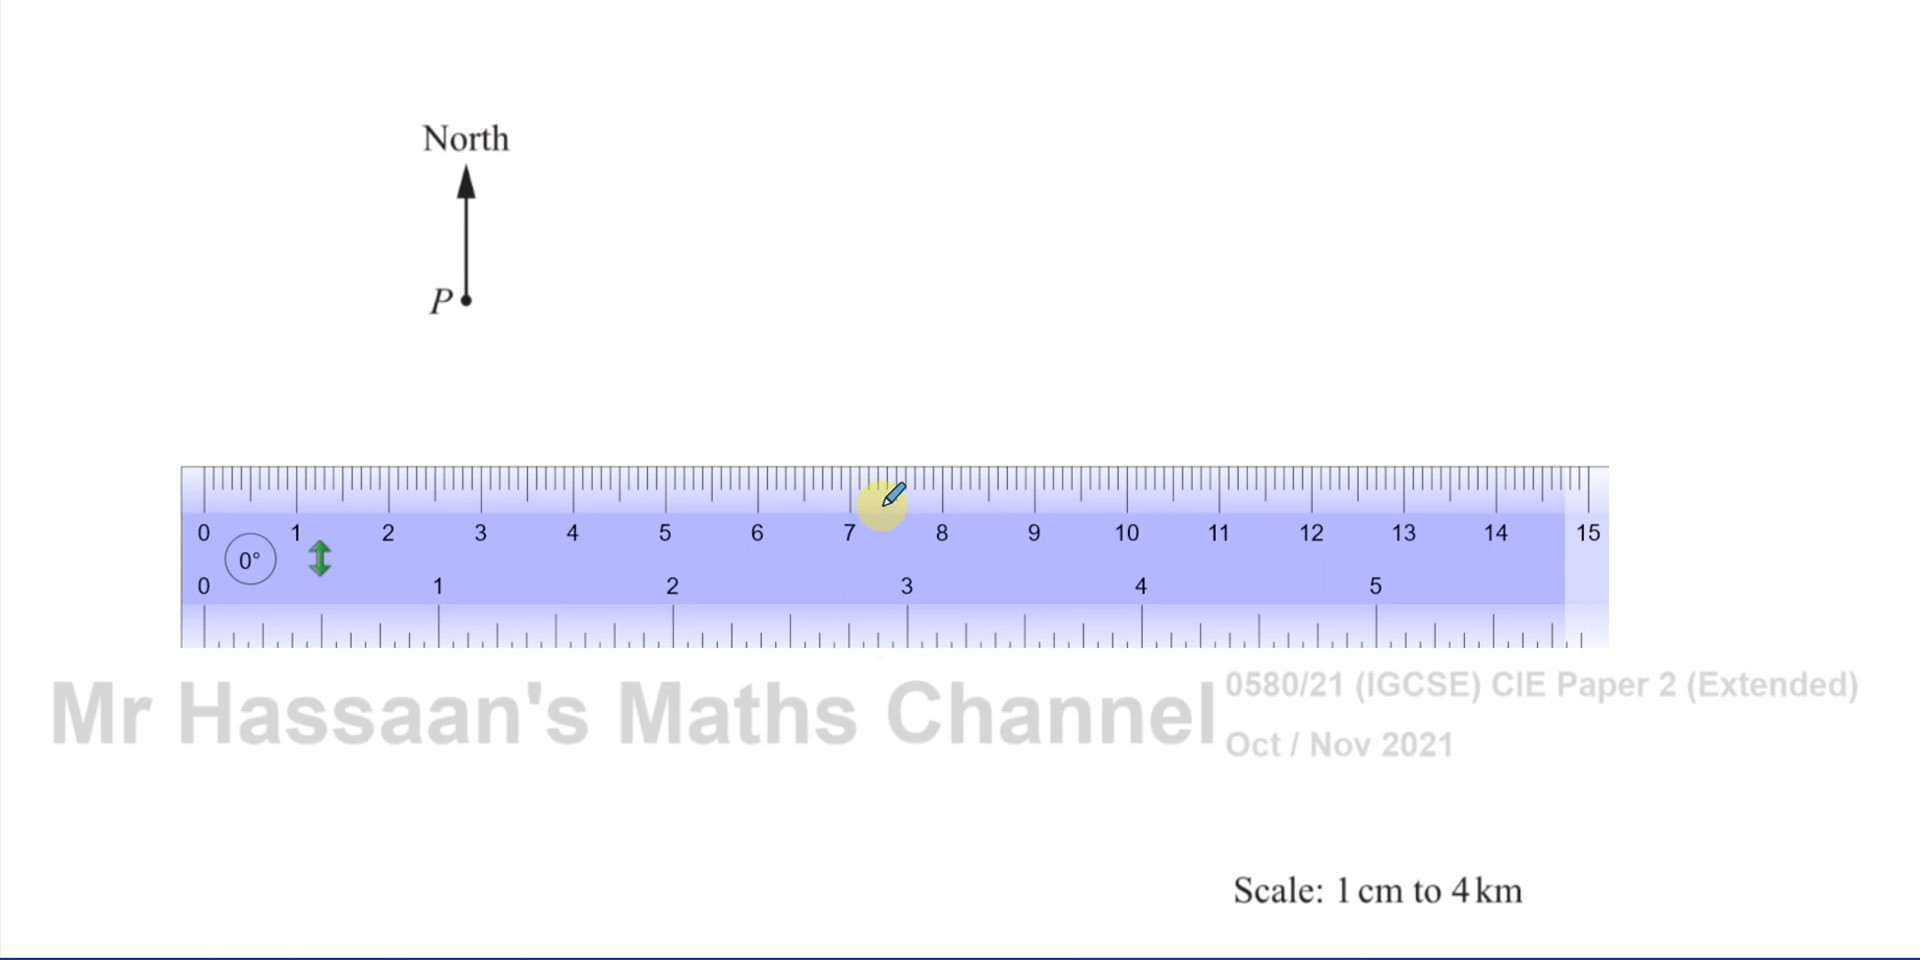 North
P
0 1 2 3 4 5 6 7 8 9 10 11 12 13 14 15
0°
0 1 2 3 4 5
Mr Hassaan's Maths Channel
0580/21 (IGCSE) CIE Paper 2 (Extended)
Oct / Nov 2021
Scale: 1 cm to 4 km